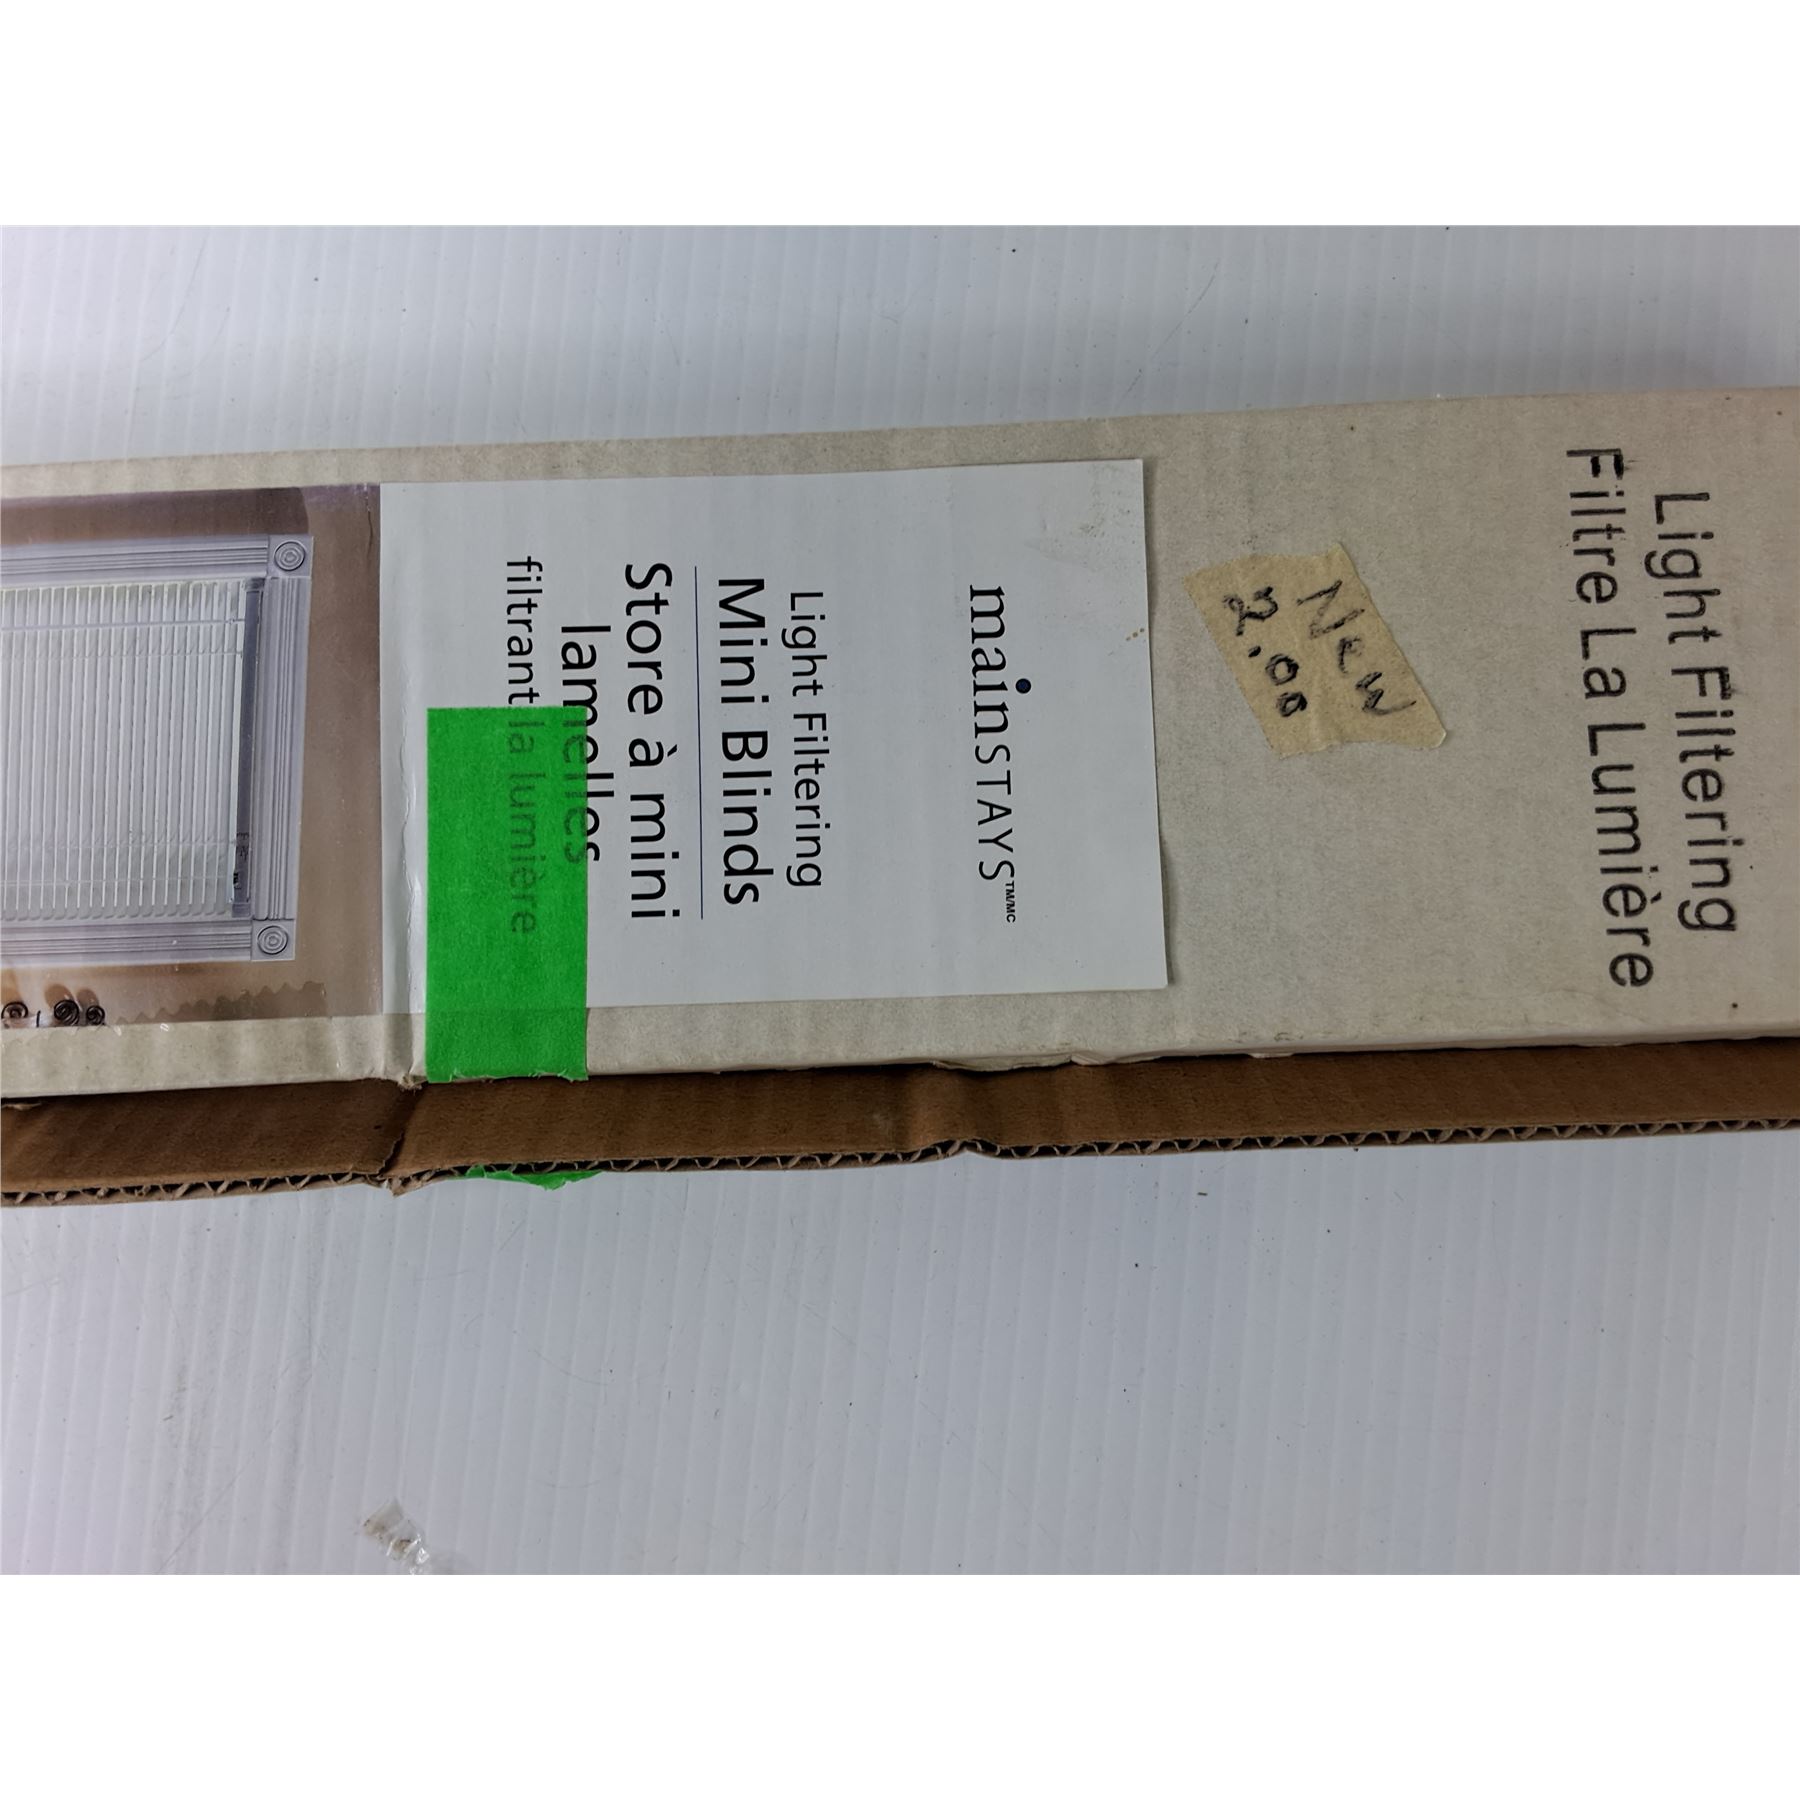 Light Filtering
Filtre La Lumière
New
2.00
mainSTAYS™/MC
Light Filtering
Mini Blinds
Store à mini
lamelles
filtrant la lumière